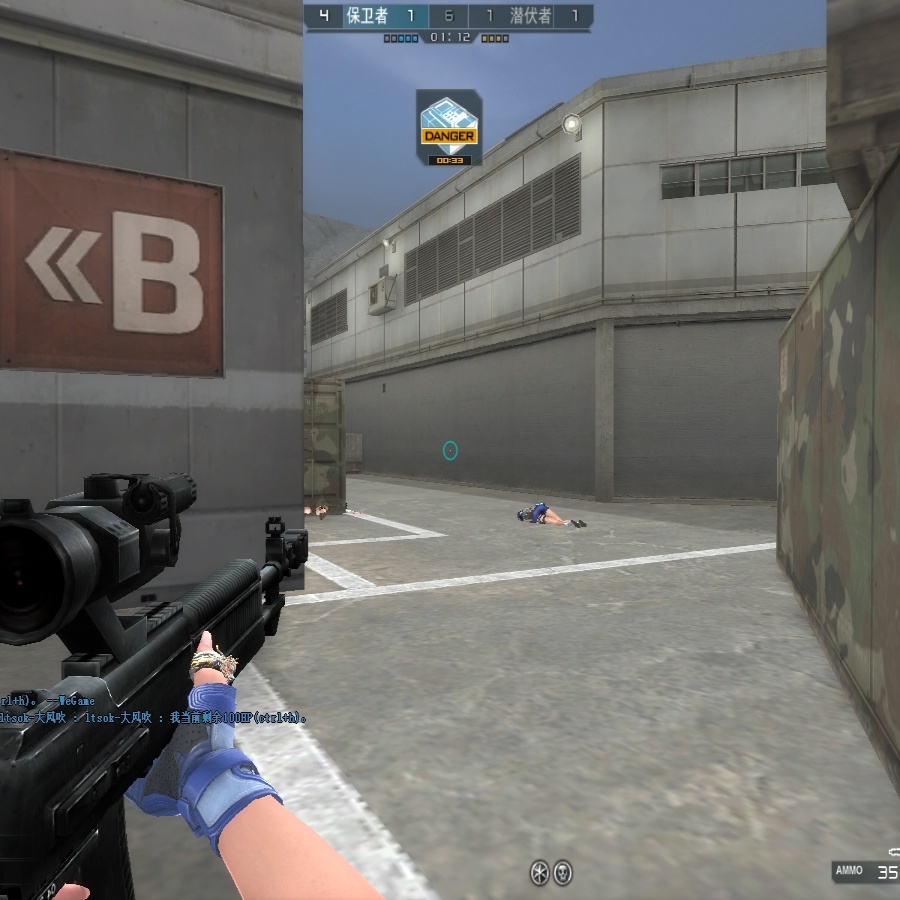 4 保卫者 1 6 1 潜伏者 1
01:12
DANGER
00:33
B
rl+h)。 --WeGame
ltsok-大风吹 : ltsok-大风吹 : 我当前剩余100HP(ctrl+h)。
AMMO 35